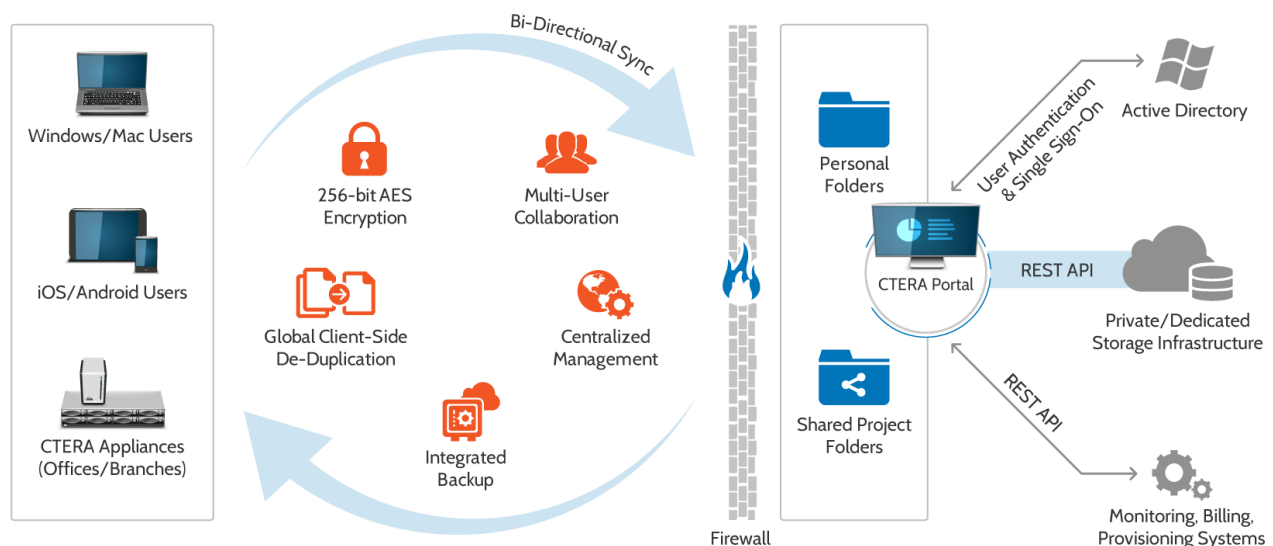 Windows/Mac Users
iOS/Android Users
CTERA Appliances
(Offices/Branches)
Bi-Directional Sync
256-bit AES
Encryption
Multi-User
Collaboration
Global Client-Side
De-Duplication
Centralized
Management
Integrated
Backup
Firewall
Personal
Folders
CTERA Portal
Shared Project
Folders
User Authentication
& Single Sign-On
Active Directory
REST API
Private/Dedicated
Storage Infrastructure
REST API
Monitoring, Billing,
Provisioning Systems